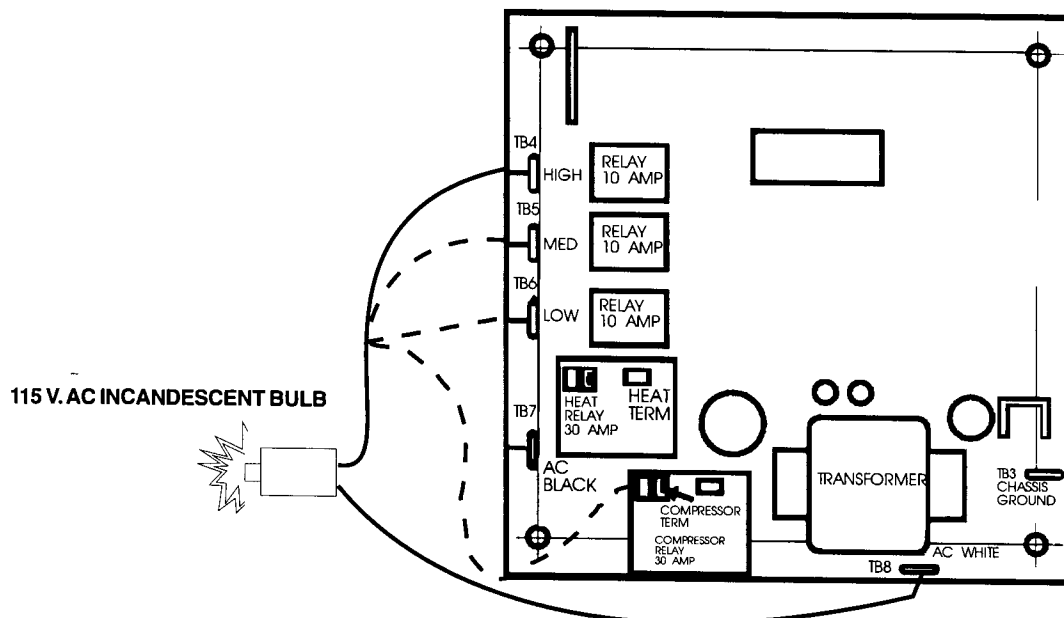 TB4
HIGH
RELAY
10 AMP
TB5
MED
RELAY
10 AMP
TB6
LOW
RELAY
10 AMP
115 V. AC INCANDESCENT BULB
TB7
HEAT
RELAY
30 AMP
HEAT
TERM
AC
BLACK
COMPRESSOR
TERM
COMPRESSOR
RELAY
30 AMP
TRANSFORMER
TB3
CHASSIS
GROUND
AC WHITE
TB8